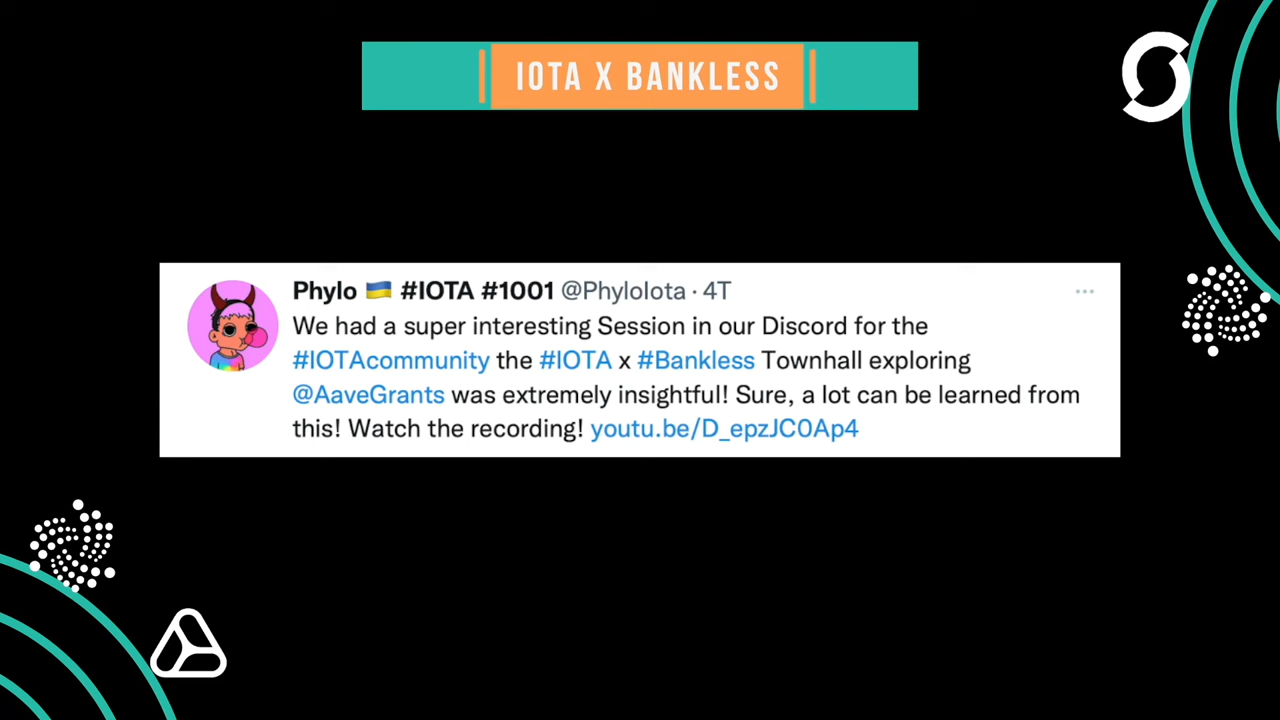 IOTA X BANKLESS
Phylo 🇺🇦 #IOTA #1001 @PhyloIota · 4T
We had a super interesting Session in our Discord for the
#IOTAcommunity the #IOTA x #Bankless Townhall exploring
@AaveGrants was extremely insightful! Sure, a lot can be learned from
this! Watch the recording! youtu.be/D_epzJC0Ap4